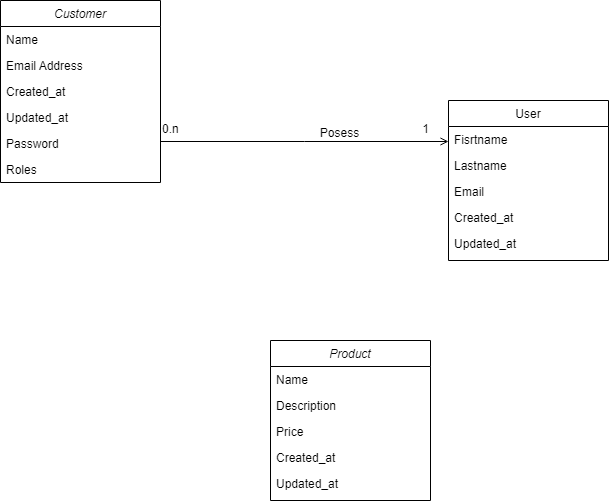 Customer
Name
Email Address
Created_at
Updated_at
Password
Roles
0.n
Posess
1
User
Fisrtname
Lastname
Email
Created_at
Updated_at
Product
Name
Description
Price
Created_at
Updated_at